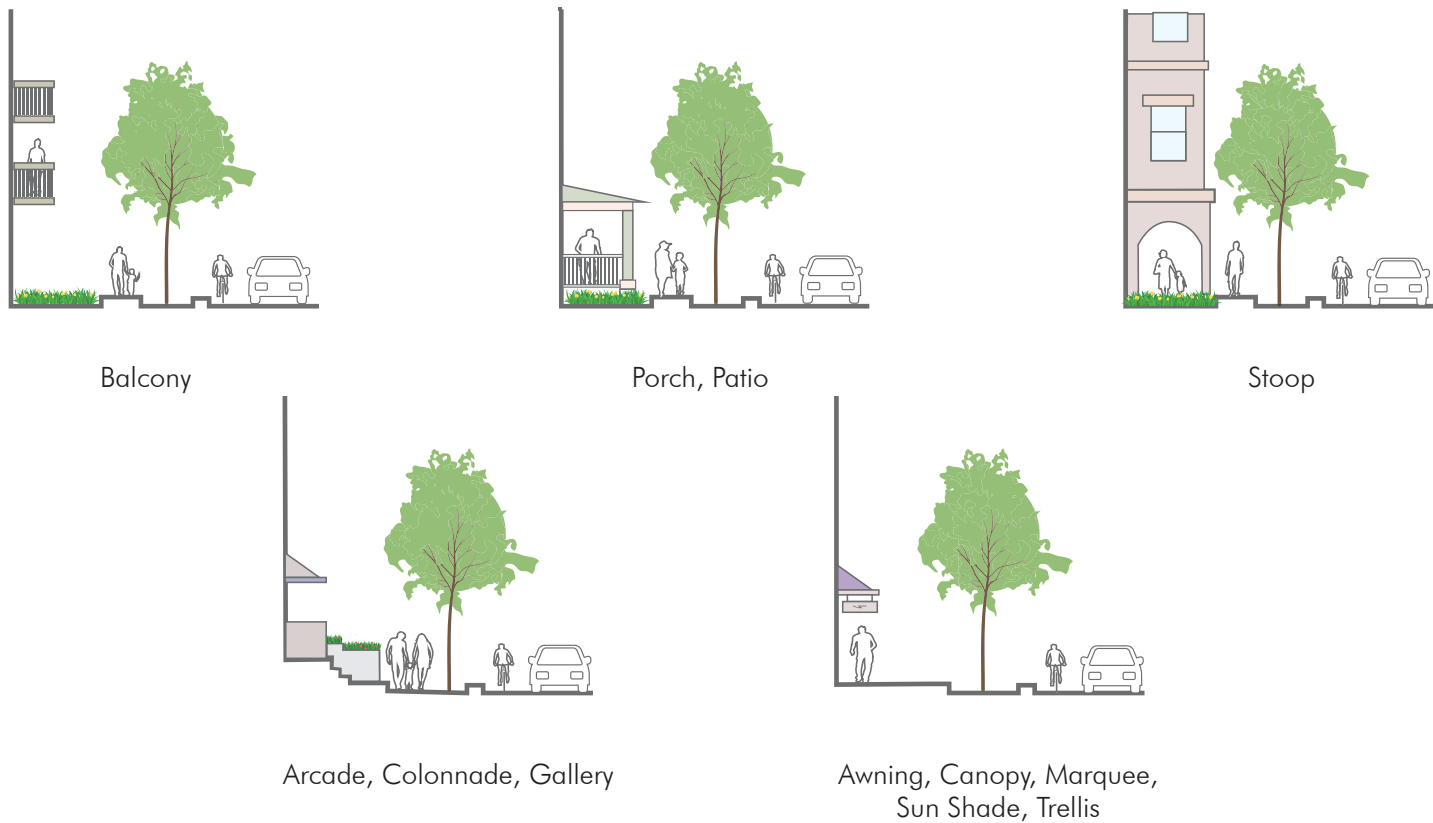 Balcony
Porch, Patio
Stoop
Arcade, Colonnade, Gallery
Awning, Canopy, Marquee,
Sun Shade, Trellis